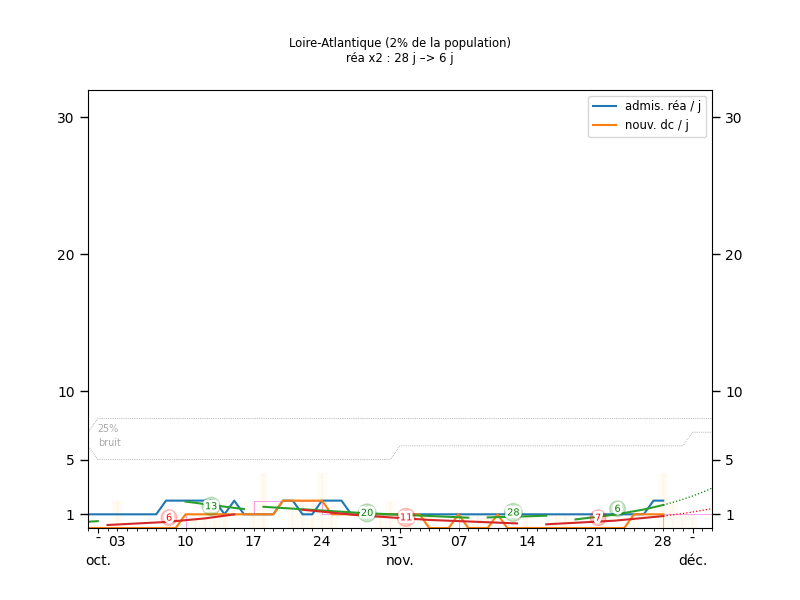 Loire-Atlantique (2% de la population)
réa x2 : 28 j –> 6 j
admis. réa / j
nouv. dc / j
30 30
20 20
10 10
25%
bruit
5 5
1 1
6 13 20 11 28 7 6
- 03 10 17 24 31 - 07 14 21 28 -
oct. nov. déc.